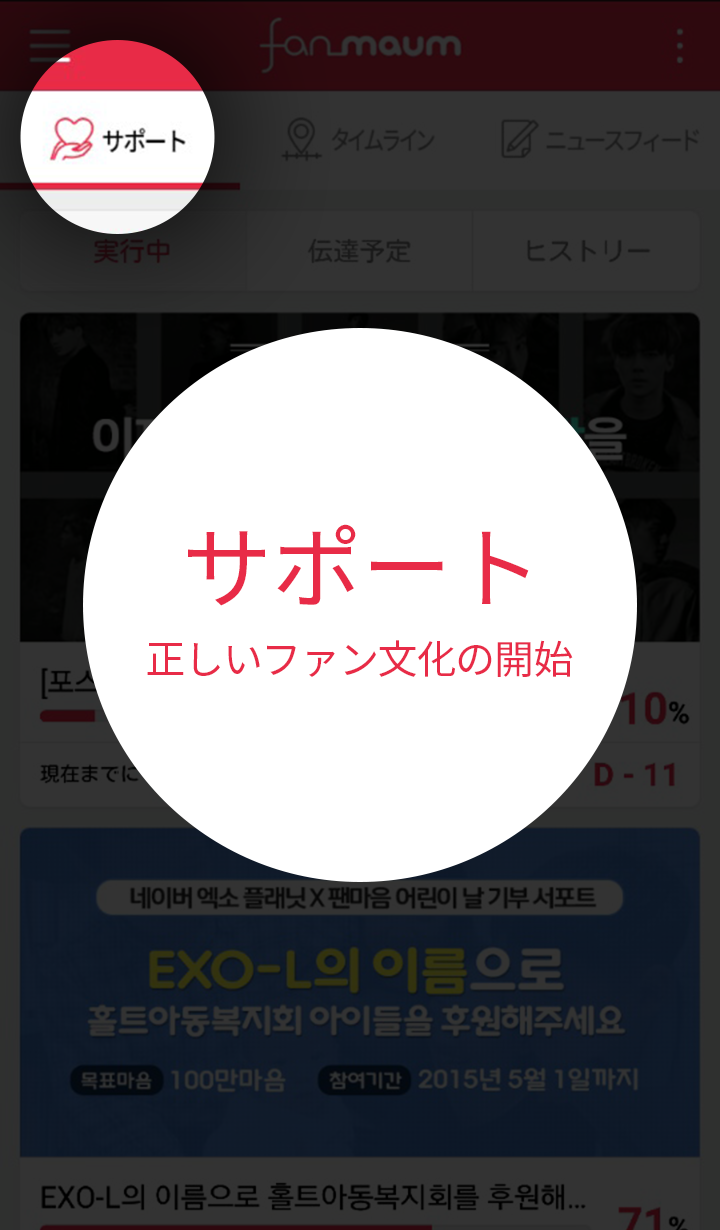 fanmaum
サポート
タイムライン
ニュースフィード
実行中
伝達予定
ヒストリー
을
サポート
正しいファン文化の開始
[포스
10%
現在までに
D - 11
네이버 엑소 플래닛 X 팬마음 어린이 날 기부 서포트
EXO-L의 이름으로
홀트아동복지회 아이들을 후원해주세요
목표마음 100만마음 참여기간 2015년 5월 1일까지
EXO-L의 이름으로 홀트아동복지회를 후원해...
71%